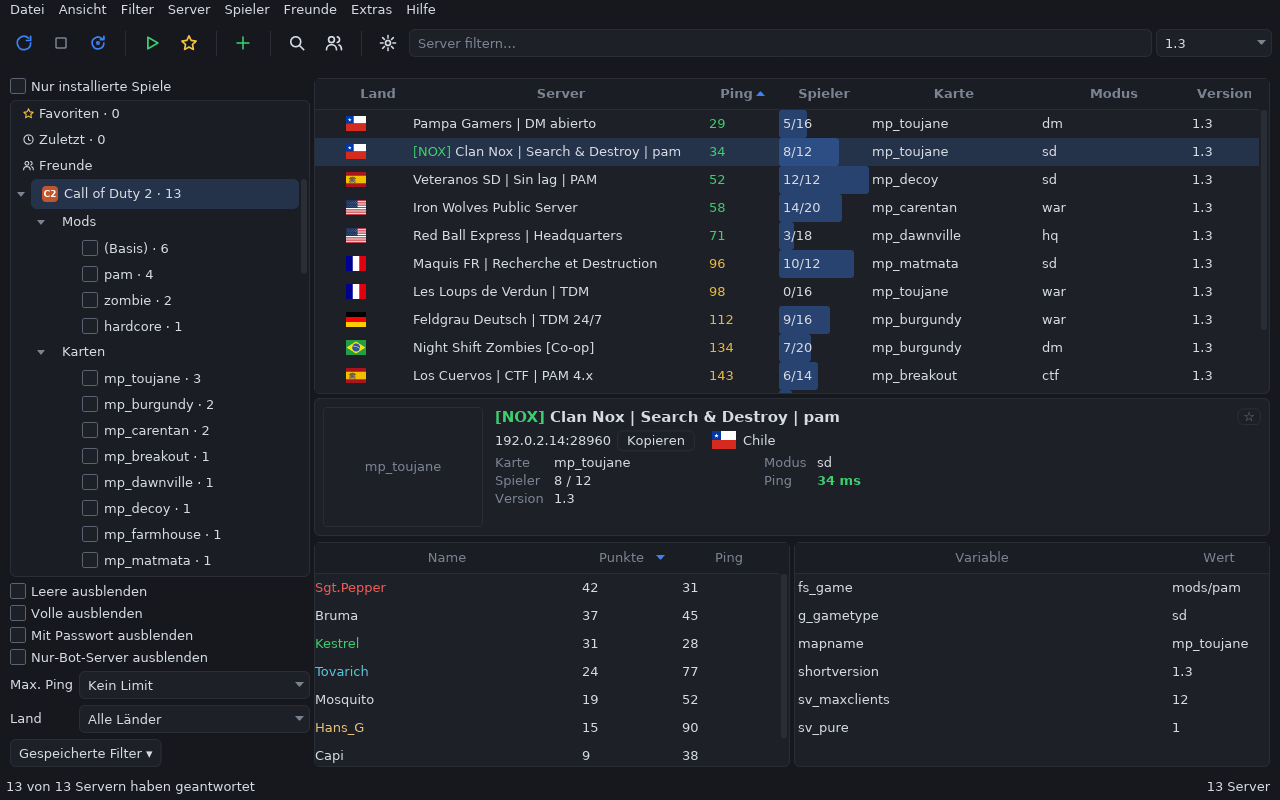 Datei Ansicht Filter Server Spieler Freunde Extras Hilfe
Server filtern... 1.3
Nur installierte Spiele
Favoriten · 0
Zuletzt · 0
Freunde
C2 Call of Duty 2 · 13
Mods
(Basis) · 6
pam · 4
zombie · 2
hardcore · 1
Karten
mp_toujane · 3
mp_burgundy · 2
mp_carentan · 2
mp_breakout · 1
mp_dawnville · 1
mp_decoy · 1
mp_farmhouse · 1
mp_matmata · 1
Leere ausblenden
Volle ausblenden
Mit Passwort ausblenden
Nur-Bot-Server ausblenden
Max. Ping Kein Limit
Land Alle Länder
Gespeicherte Filter ▾
Land Server Ping Spieler Karte Modus Version
Pampa Gamers | DM abierto 29 5/16 mp_toujane dm 1.3
[NOX] Clan Nox | Search & Destroy | pam 34 8/12 mp_toujane sd 1.3
Veteranos SD | Sin lag | PAM 52 12/12 mp_decoy sd 1.3
Iron Wolves Public Server 58 14/20 mp_carentan war 1.3
Red Ball Express | Headquarters 71 3/18 mp_dawnville hq 1.3
Maquis FR | Recherche et Destruction 96 10/12 mp_matmata sd 1.3
Les Loups de Verdun | TDM 98 0/16 mp_toujane war 1.3
Feldgrau Deutsch | TDM 24/7 112 9/16 mp_burgundy war 1.3
Night Shift Zombies [Co-op] 134 7/20 mp_burgundy dm 1.3
Los Cuervos | CTF | PAM 4.x 143 6/14 mp_breakout ctf 1.3
mp_toujane
[NOX] Clan Nox | Search & Destroy | pam ☆
192.0.2.14:28960 Kopieren Chile
Karte mp_toujane Modus sd
Spieler 8 / 12 Ping 34 ms
Version 1.3
Name Punkte Ping
Sgt.Pepper 42 31
Bruma 37 45
Kestrel 31 28
Tovarich 24 77
Mosquito 19 52
Hans_G 15 90
Capi 9 38
Variable Wert
fs_game mods/pam
g_gametype sd
mapname mp_toujane
shortversion 1.3
sv_maxclients 12
sv_pure 1
13 von 13 Servern haben geantwortet 13 Server